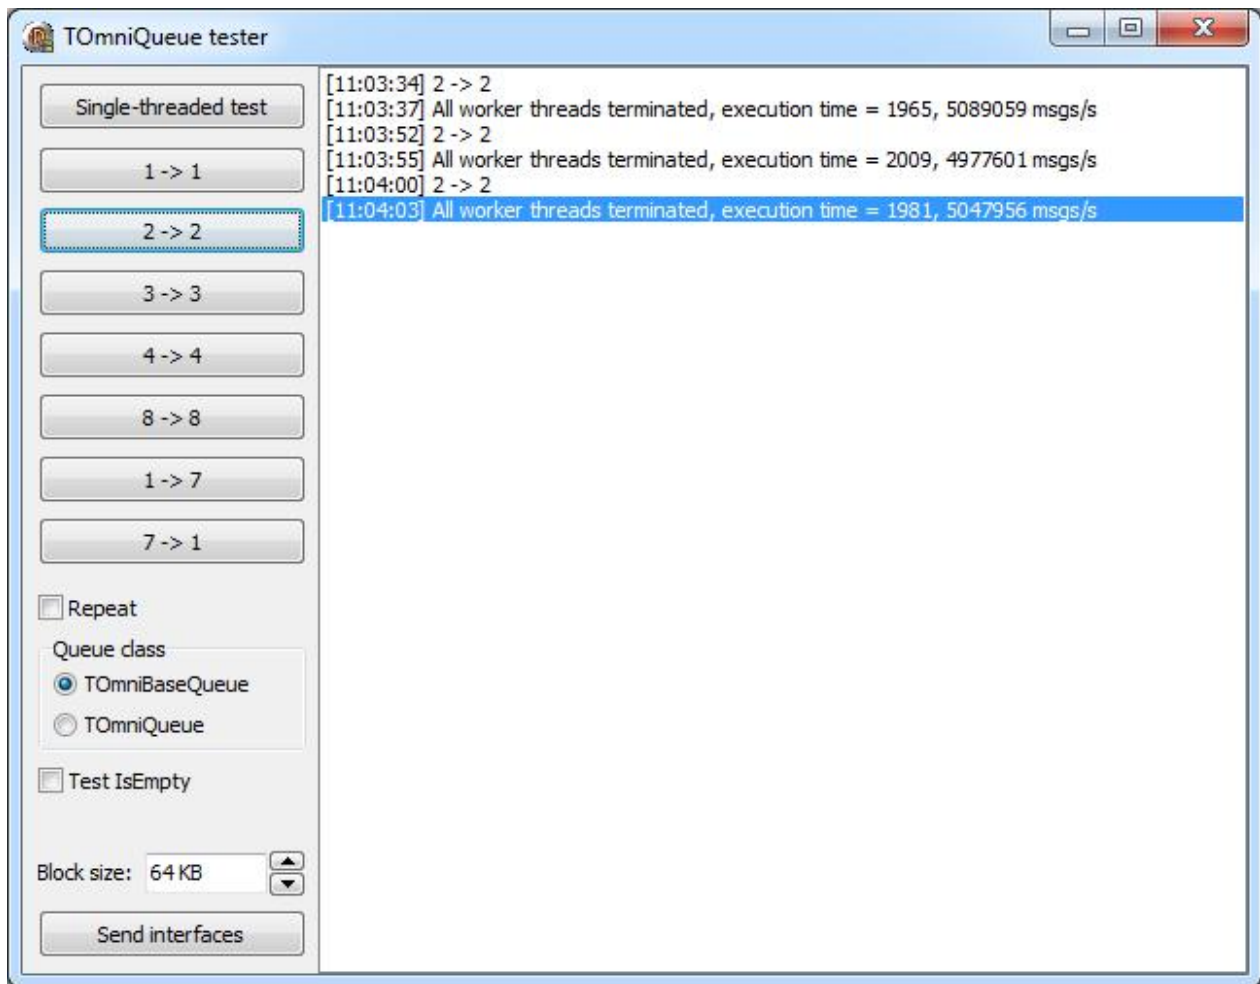 TOmniQueue tester
Single-threaded test
1 -> 1
2 -> 2
3 -> 3
4 -> 4
8 -> 8
1 -> 7
7 -> 1
Repeat
Queue class
TOmniBaseQueue
TOmniQueue
Test IsEmpty
Block size: 64 KB
Send interfaces
[11:03:34] 2 -> 2
[11:03:37] All worker threads terminated, execution time = 1965, 5089059 msgs/s
[11:03:52] 2 -> 2
[11:03:55] All worker threads terminated, execution time = 2009, 4977601 msgs/s
[11:04:00] 2 -> 2
[11:04:03] All worker threads terminated, execution time = 1981, 5047956 msgs/s